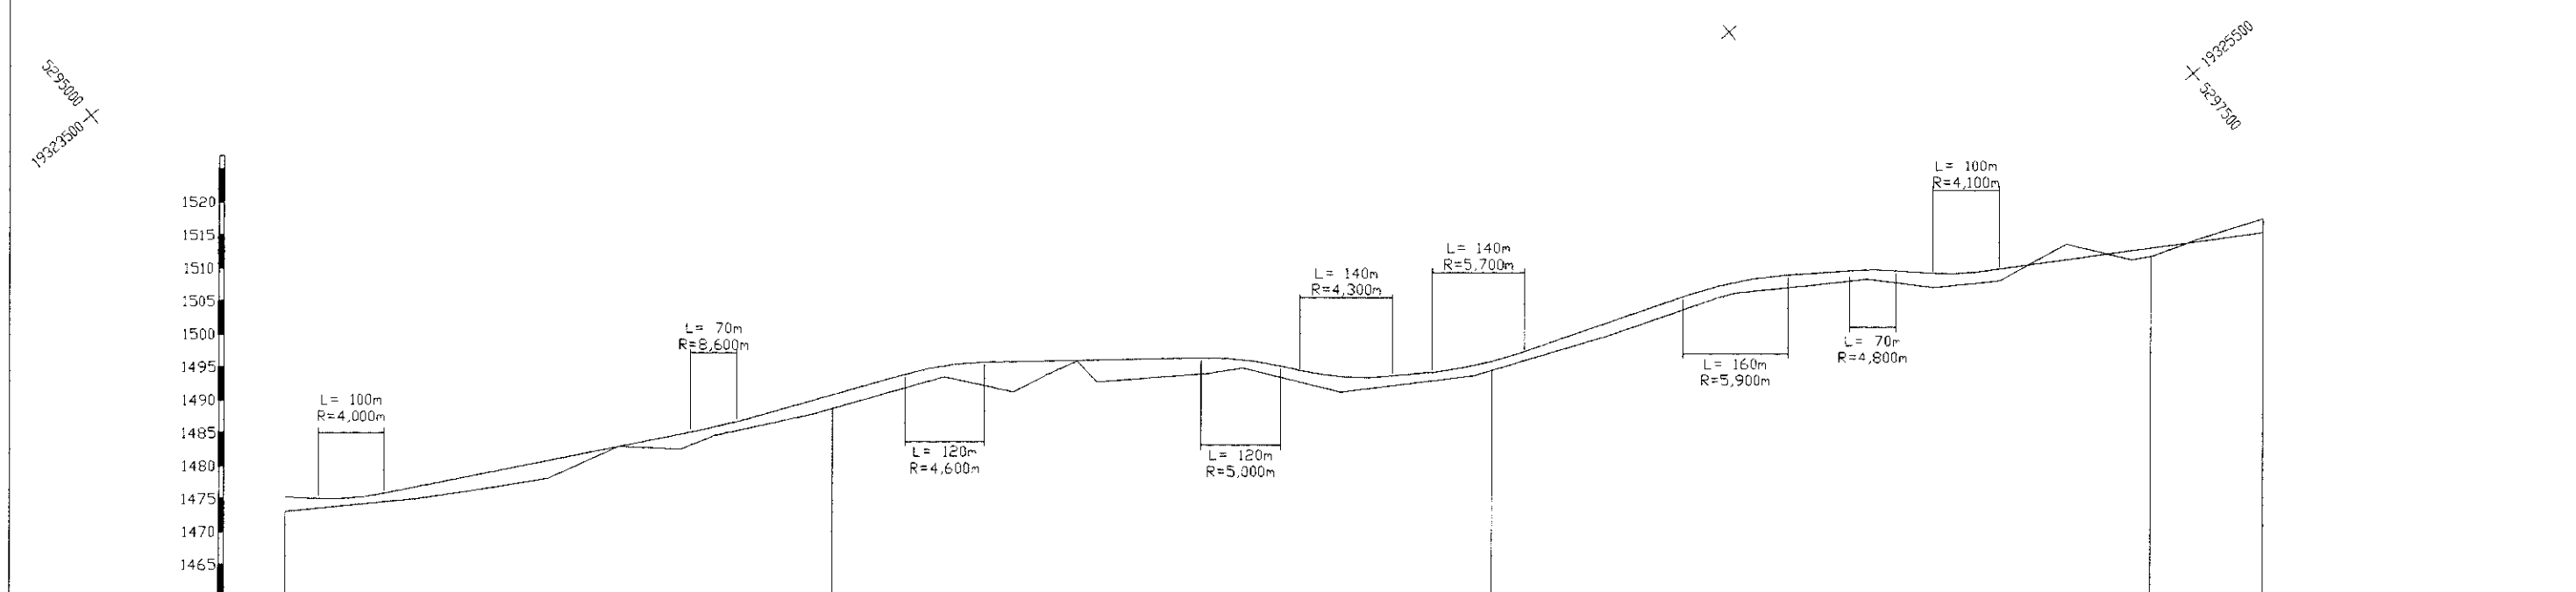 5295000
19323500
19325500
5297500
1520
1515
1510
1505
1500
1495
1490
1485
1480
1475
1470
1465
L= 100m
R=4,000m
L= 70m
R=8,600m
L= 120m
R=4,600m
L= 120m
R=5,000m
L= 140m
R=4,300m
L= 140m
R=5,700m
L= 160m
R=5,900m
L= 70m
R=4,800m
L= 100m
R=4,100m